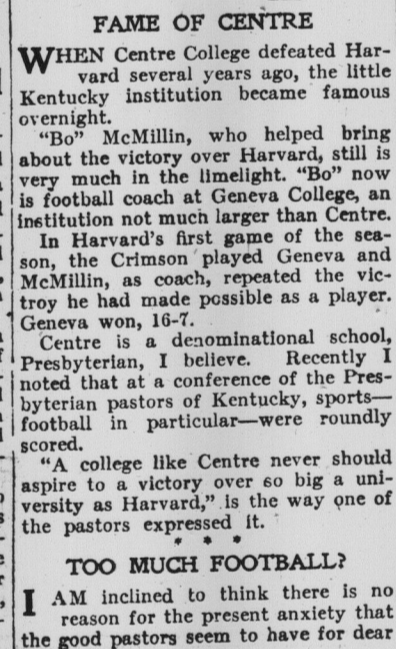 FAME OF CENTRE
WHEN Centre College defeated Har-
vard several years ago, the little
Kentucky institution became famous
overnight.
"Bo" McMillin, who helped bring
about the victory over Harvard, still is
very much in the limelight. "Bo" now
is football coach at Geneva College, an
institution not much larger than Centre.
In Harvard's first game of the sea-
son, the Crimson played Geneva and
McMillin, as coach, repeated the vic-
troy he had made possible as a player.
Geneva won, 16-7.
Centre is a denominational school,
Presbyterian, I believe. Recently I
noted that at a conference of the Pres-
byterian pastors of Kentucky, sports—
football in particular—were roundly
scored.
"A college like Centre never should
aspire to a victory over so big a uni-
versity as Harvard," is the way one of
the pastors expressed it.
* * *
TOO MUCH FOOTBALL?
I AM inclined to think there is no
reason for the present anxiety that
the good pastors seem to have for dear